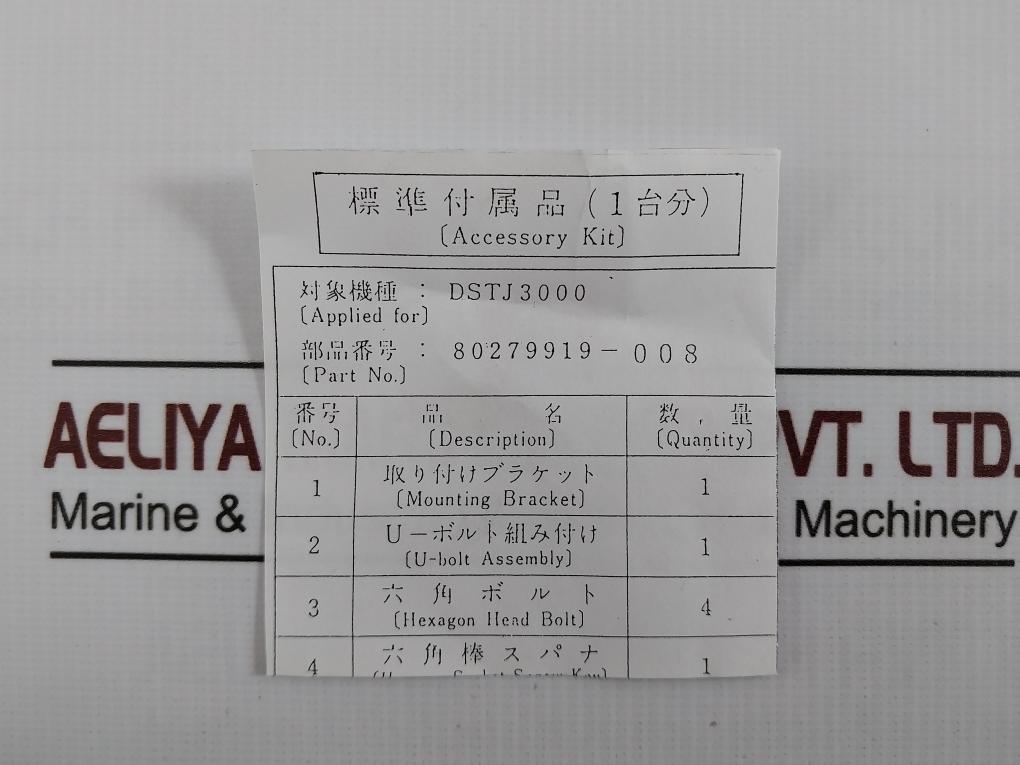 標準付属品(1台分)
[Accessory Kit]
対象機種 : DSTJ3000
[Applied for]
部品番号 : 80279919-008
[Part No.]
番号 品名 数量
[No.] [Description] [Quantity]
1 取り付けブラケット 1
[Mounting Bracket]
2 U-ボルト組み付け 1
[U-bolt Assembly]
3 六角ボルト 4
[Hexagon Head Bolt]
4 六角棒スパナ 1
AELIYA VT. LTD.
Marine & Machinery